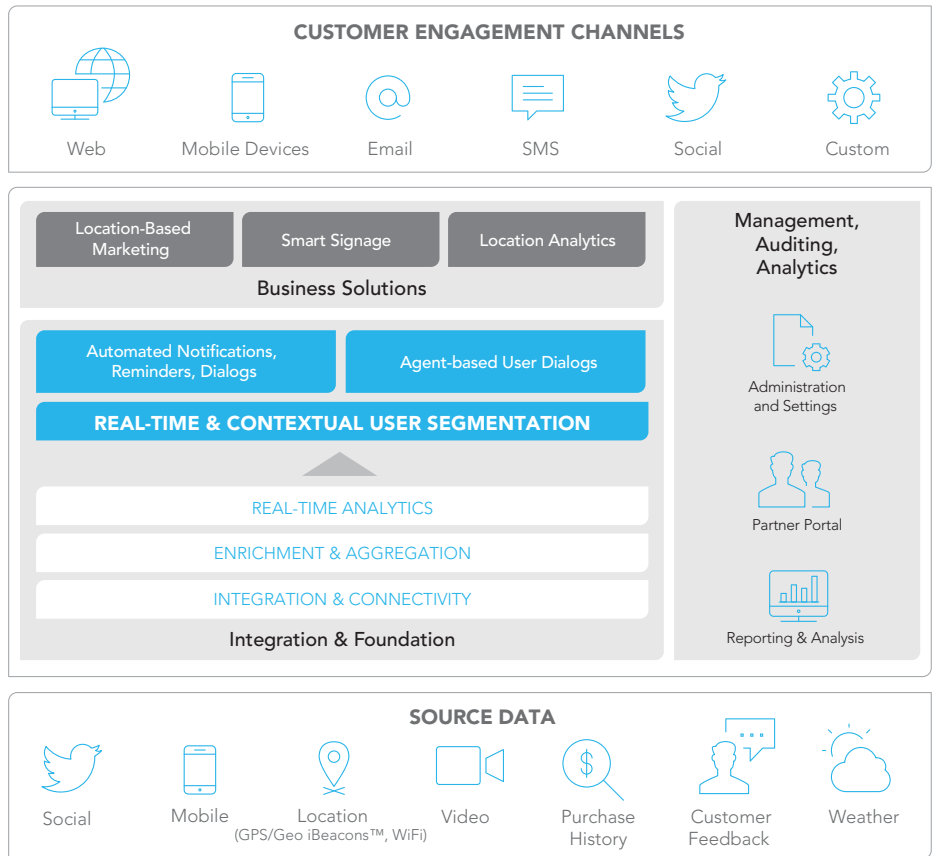 CUSTOMER ENGAGEMENT CHANNELS
Web
Mobile Devices
Email
SMS
Social
Custom
Location-Based
Marketing
Smart Signage
Location Analytics
Business Solutions
Automated Notifications,
Reminders, Dialogs
Agent-based User Dialogs
REAL-TIME & CONTEXTUAL USER SEGMENTATION
REAL-TIME ANALYTICS
ENRICHMENT & AGGREGATION
INTEGRATION & CONNECTIVITY
Integration & Foundation
Management,
Auditing,
Analytics
Administration
and Settings
Partner Portal
Reporting & Analysis
SOURCE DATA
Social
Mobile
Location
(GPS/Geo iBeacons™, WiFi)
Video
Purchase
History
Customer
Feedback
Weather